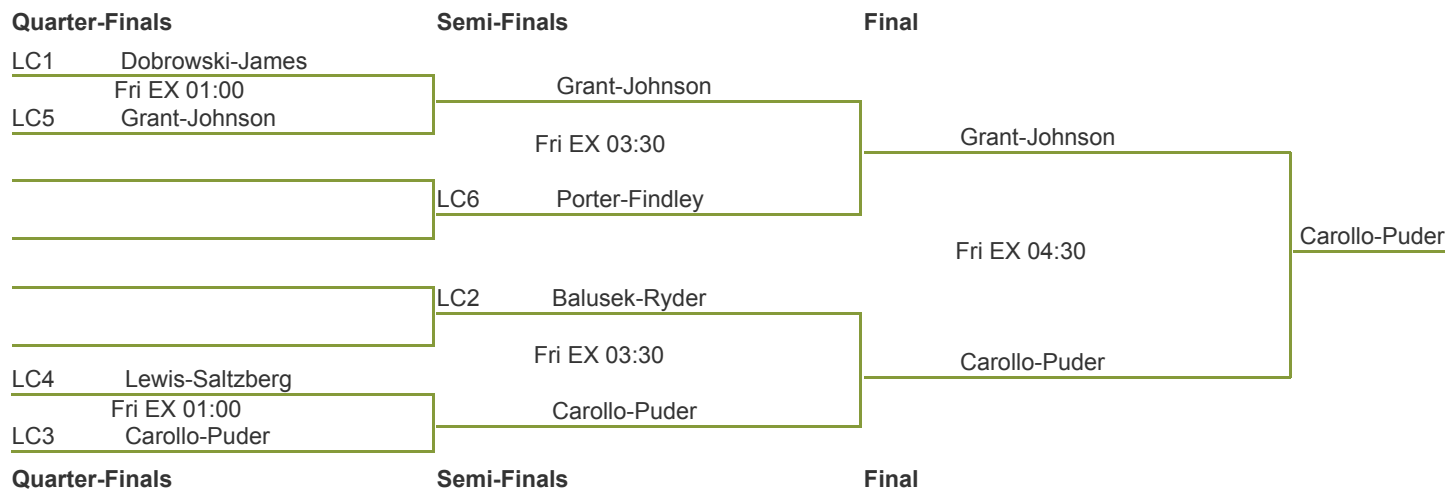 Quarter-Finals Semi-Finals Final
LC1 Dobrowski-James
Fri EX 01:00
LC5 Grant-Johnson
Grant-Johnson
Fri EX 03:30
LC6 Porter-Findley
Grant-Johnson
Fri EX 04:30
Carollo-Puder
LC2 Balusek-Ryder
Fri EX 03:30
Carollo-Puder
Carollo-Puder
LC4 Lewis-Saltzberg
Fri EX 01:00
LC3 Carollo-Puder
Quarter-Finals Semi-Finals Final